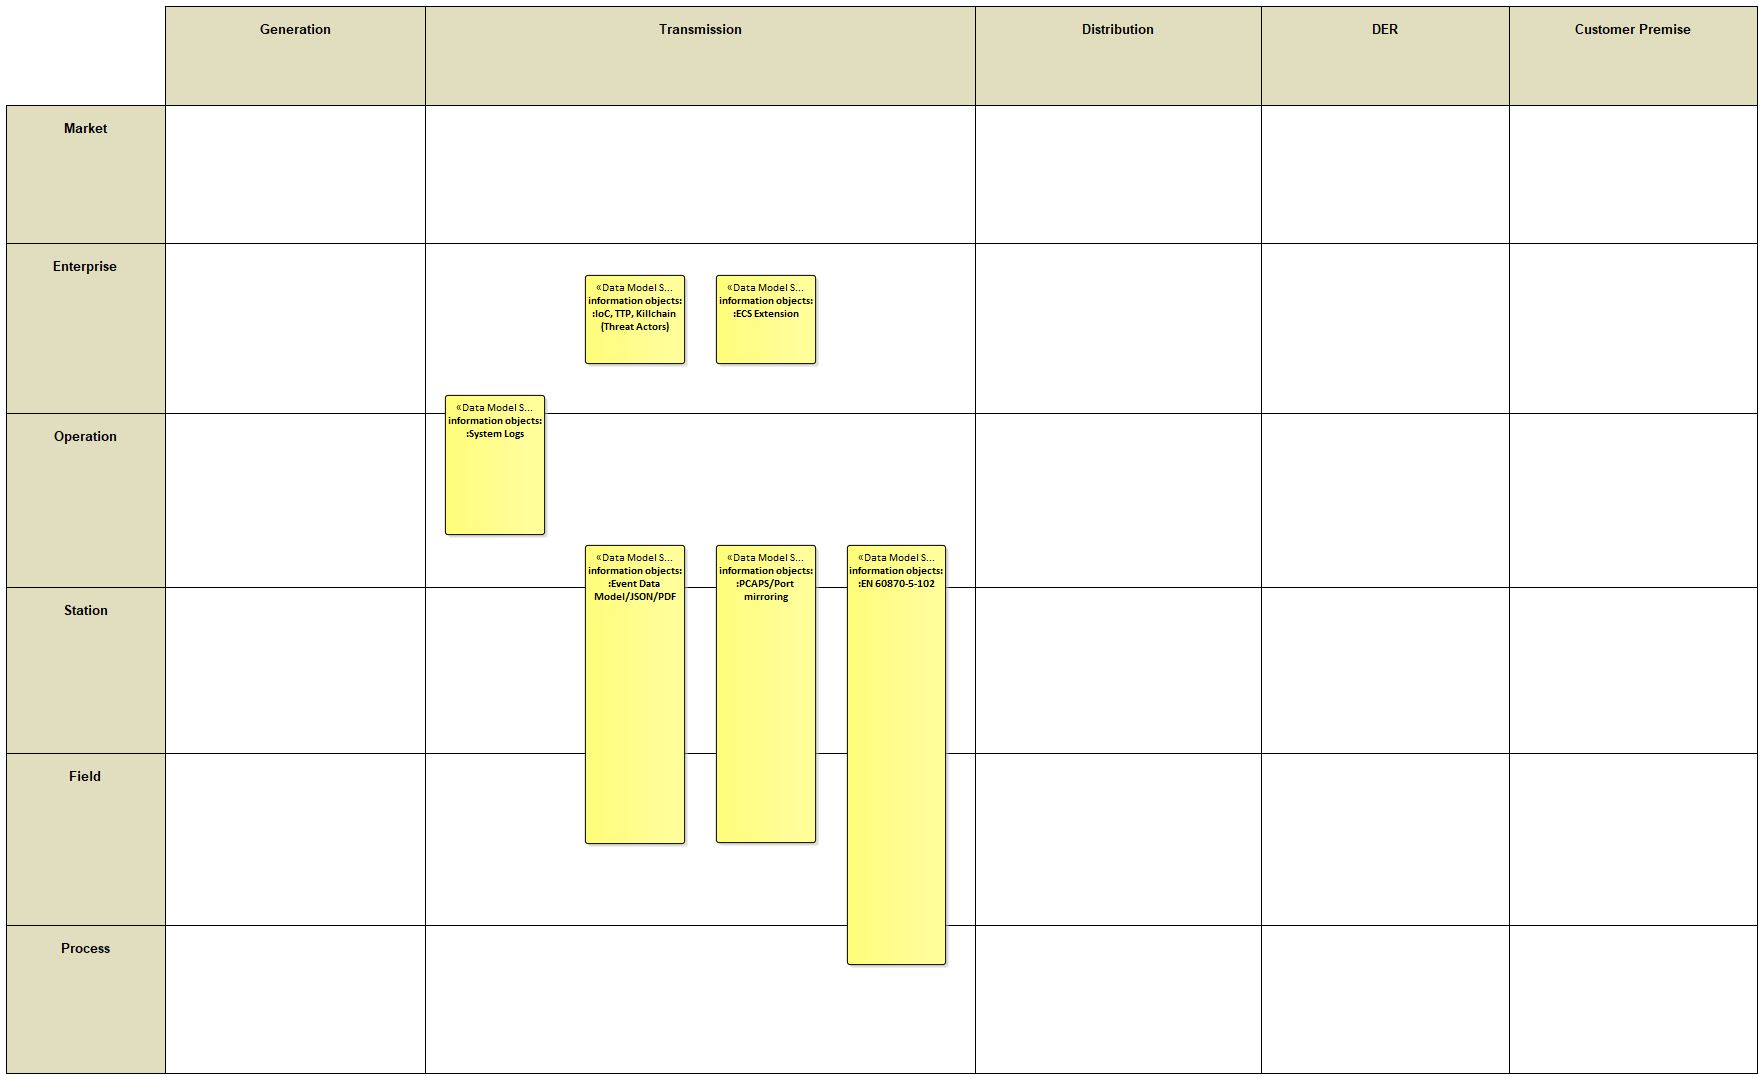 Generation
Transmission
Distribution
DER
Customer Premise
Market
Enterprise
«Data Model S...
information objects:
:IoC, TTP, Killchain
(Threat Actors)
«Data Model S...
information objects:
:ECS Extension
Operation
«Data Model S...
information objects:
:System Logs
Station
«Data Model S...
information objects:
:Event Data
Model/JSON/PDF
«Data Model S...
information objects:
:PCAPS/Port
mirroring
«Data Model S...
information objects:
:EN 60870-5-102
Field
Process